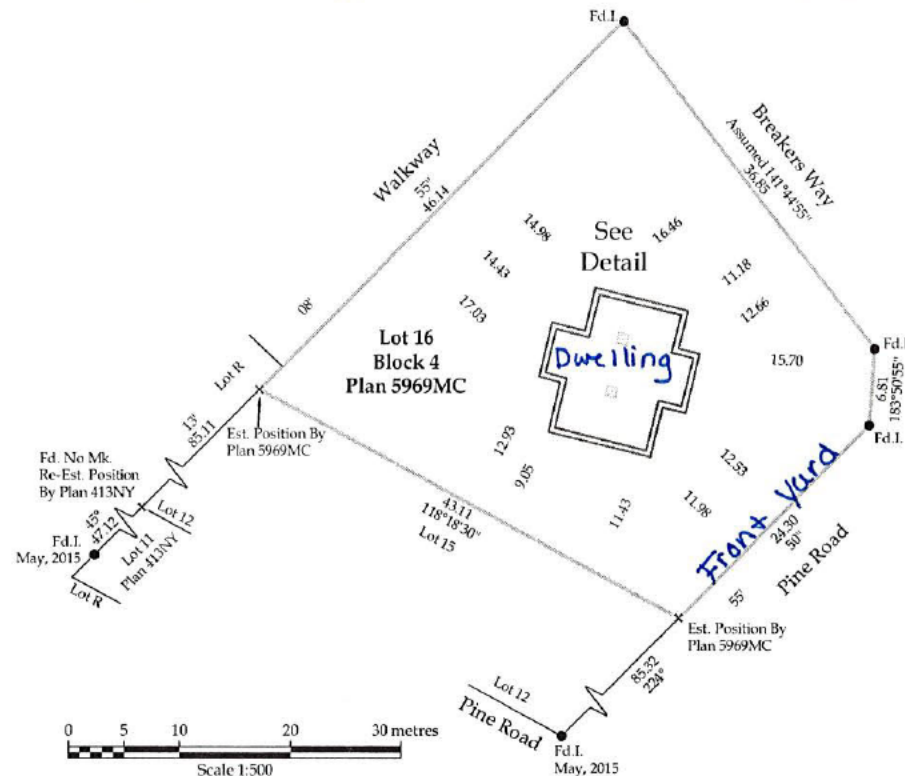 Fd.I.
Breakers Way
Assumed 141°44'55"
36.85
Walkway
55"
46.14
08'
14.98
14.43
17.03
See
Detail
16.46
11.18
12.66
15.70
Lot 16
Block 4
Plan 5969MC
Dwelling
Fd.I.
6.81
183°50'55"
Fd.I.
Lot R
Est. Position By
Plan 5969MC
13'
85.11
Fd. No Mk.
Re-Est. Position
By Plan 413NY
45°
47.12
Lot 12
Fd.I.
May, 2015
Lot 11
Plan 413NY
Lot R
12.93
9.05
11.43
11.98
12.53
43.11
118°18'30"
Lot 15
Front Yard
24.30
50"
Pine Road
55'
Est. Position By
Plan 5969MC
85.32
224°
Lot 12
Pine Road
Fd.I.
May, 2015
0 5 10 20 30 metres
Scale 1:500